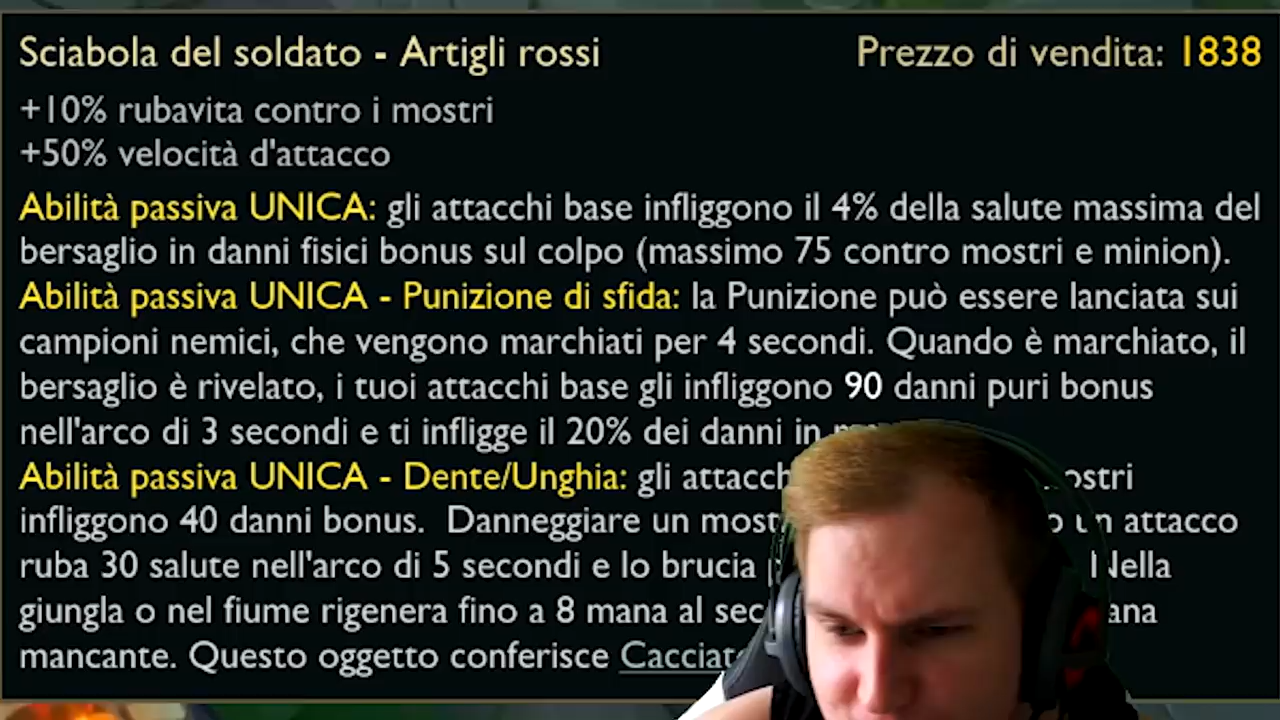 Sciabola del soldato - Artigli rossi Prezzo di vendita: 1838
+10% rubavita contro i mostri
+50% velocità d'attacco
Abilità passiva UNICA: gli attacchi base infliggono il 4% della salute massima del
bersaglio in danni fisici bonus sul colpo (massimo 75 contro mostri e minion).
Abilità passiva UNICA - Punizione di sfida: la Punizione può essere lanciata sui
campioni nemici, che vengono marchiati per 4 secondi. Quando è marchiato, il
bersaglio è rivelato, i tuoi attacchi base gli infliggono 90 danni puri bonus
nell'arco di 3 secondi e ti infligge il 20% dei danni in
Abilità passiva UNICA - Dente/Unghia: gli
infliggono 40 danni bonus. Danneggiare un attacco
ruba 30 salute nell'arco di 5 secondi e lo brucia Nella
giungla o nel fiume rigenera fino a 8 mana al
mancante. Questo oggetto conferisce